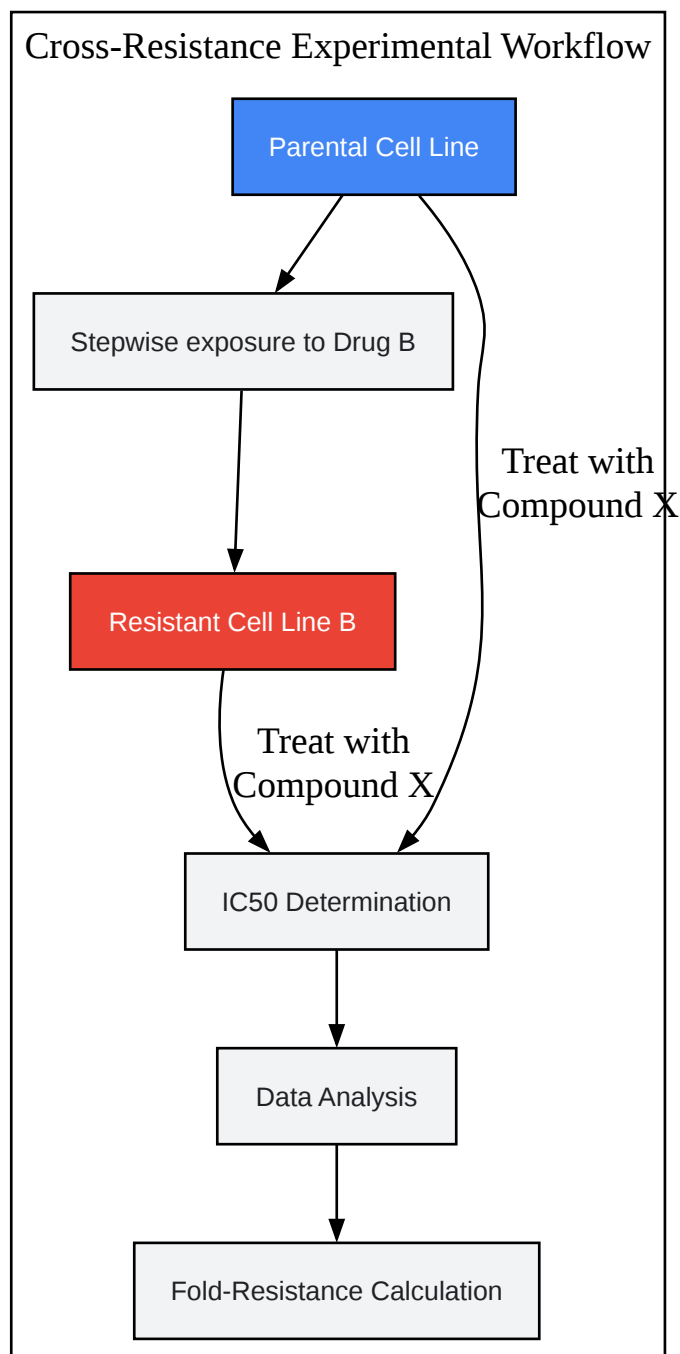 Cross-Resistance Experimental Workflow
Parental Cell Line
Stepwise exposure to Drug B
Treat with
Compound X
Resistant Cell Line B
Treat with
Compound X
IC50 Determination
Data Analysis
Fold-Resistance Calculation